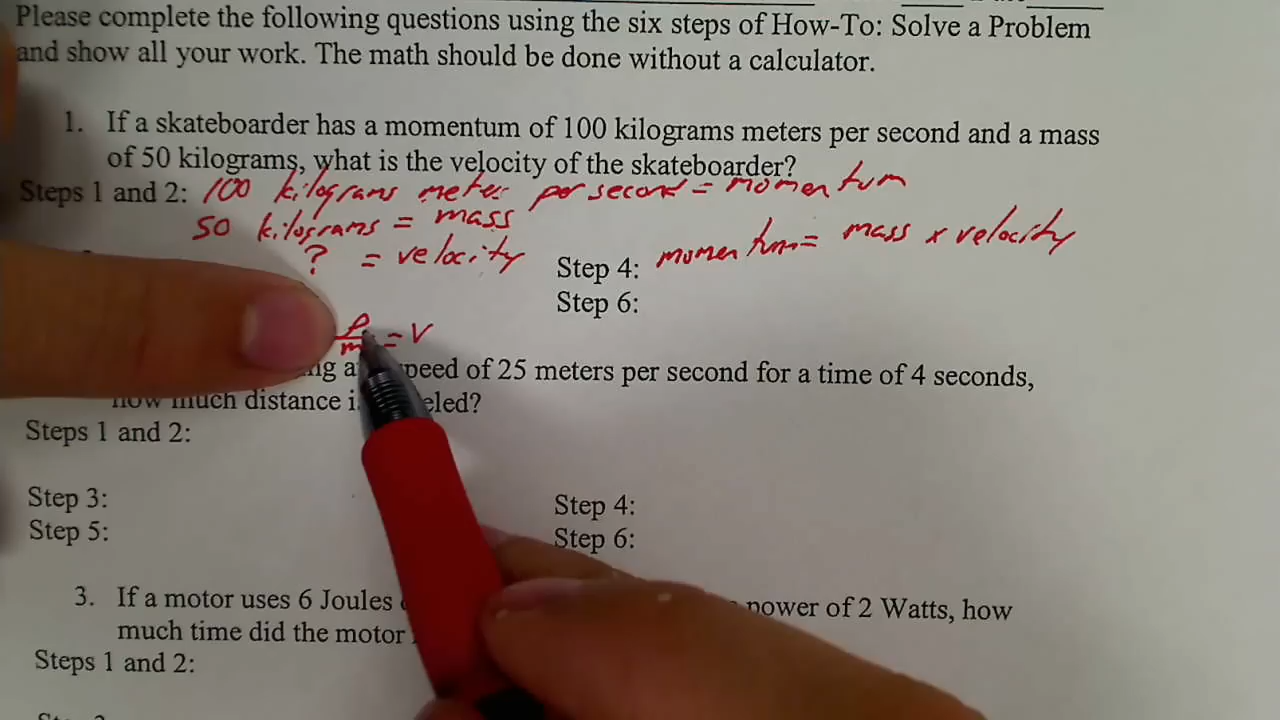 Please complete the following questions using the six steps of How-To: Solve a Problem
and show all your work. The math should be done without a calculator.
1. If a skateboarder has a momentum of 100 kilograms meters per second and a mass
of 50 kilograms, what is the velocity of the skateboarder?
Steps 1 and 2: 100 kilograms meters per second = momentum
50 kilograms = mass
? = velocity
Step 4: momentum = mass x velocity
Step 6:
p/m = V
speed of 25 meters per second for a time of 4 seconds,
how much distance
Steps 1 and 2:
Step 3:
Step 4:
Step 5:
Step 6:
3. If a motor uses 6 Joules power of 2 Watts, how
much time did the motor
Steps 1 and 2: